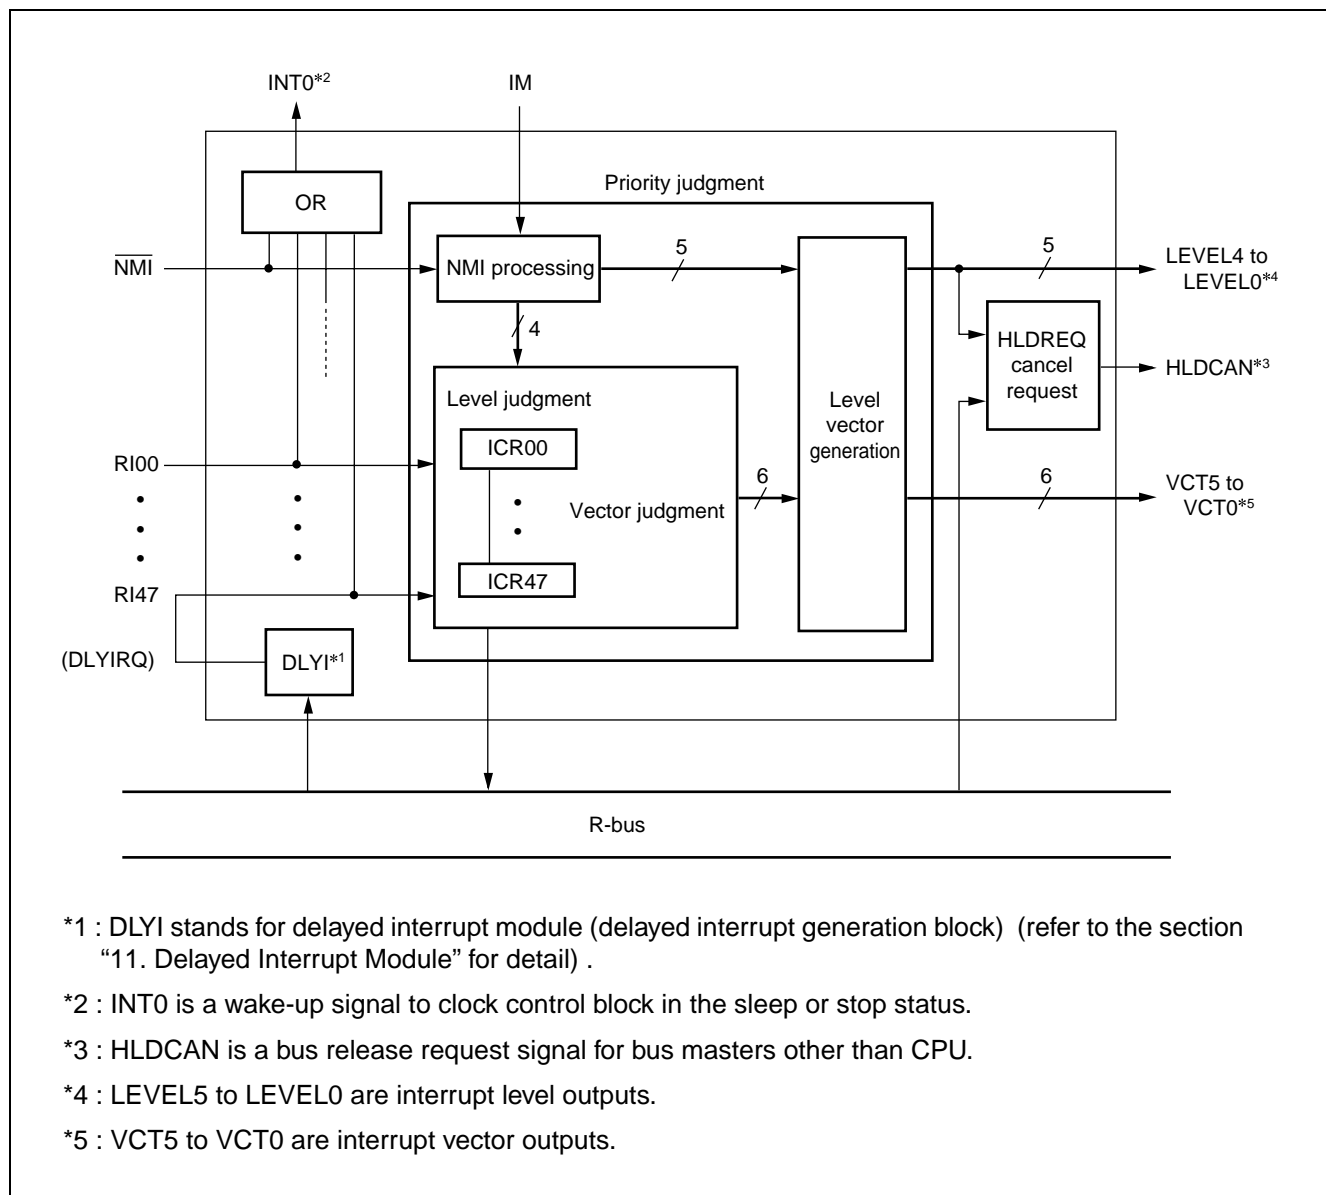 INT0*2
IM
OR
Priority judgment
N̅M̅I̅
NMI processing
5
5
LEVEL4 to
LEVEL0*4
4
HLDREQ
cancel
request
HLDCAN*3
Level judgment
Level
vector
generation
ICR00
RI00
Vector judgment
6
6
VCT5 to
VCT0*5
ICR47
RI47
(DLYIRQ)
DLYI*1
R-bus
*1 : DLYI stands for delayed interrupt module (delayed interrupt generation block) (refer to the section
“11. Delayed Interrupt Module” for detail) .
*2 : INT0 is a wake-up signal to clock control block in the sleep or stop status.
*3 : HLDCAN is a bus release request signal for bus masters other than CPU.
*4 : LEVEL5 to LEVEL0 are interrupt level outputs.
*5 : VCT5 to VCT0 are interrupt vector outputs.